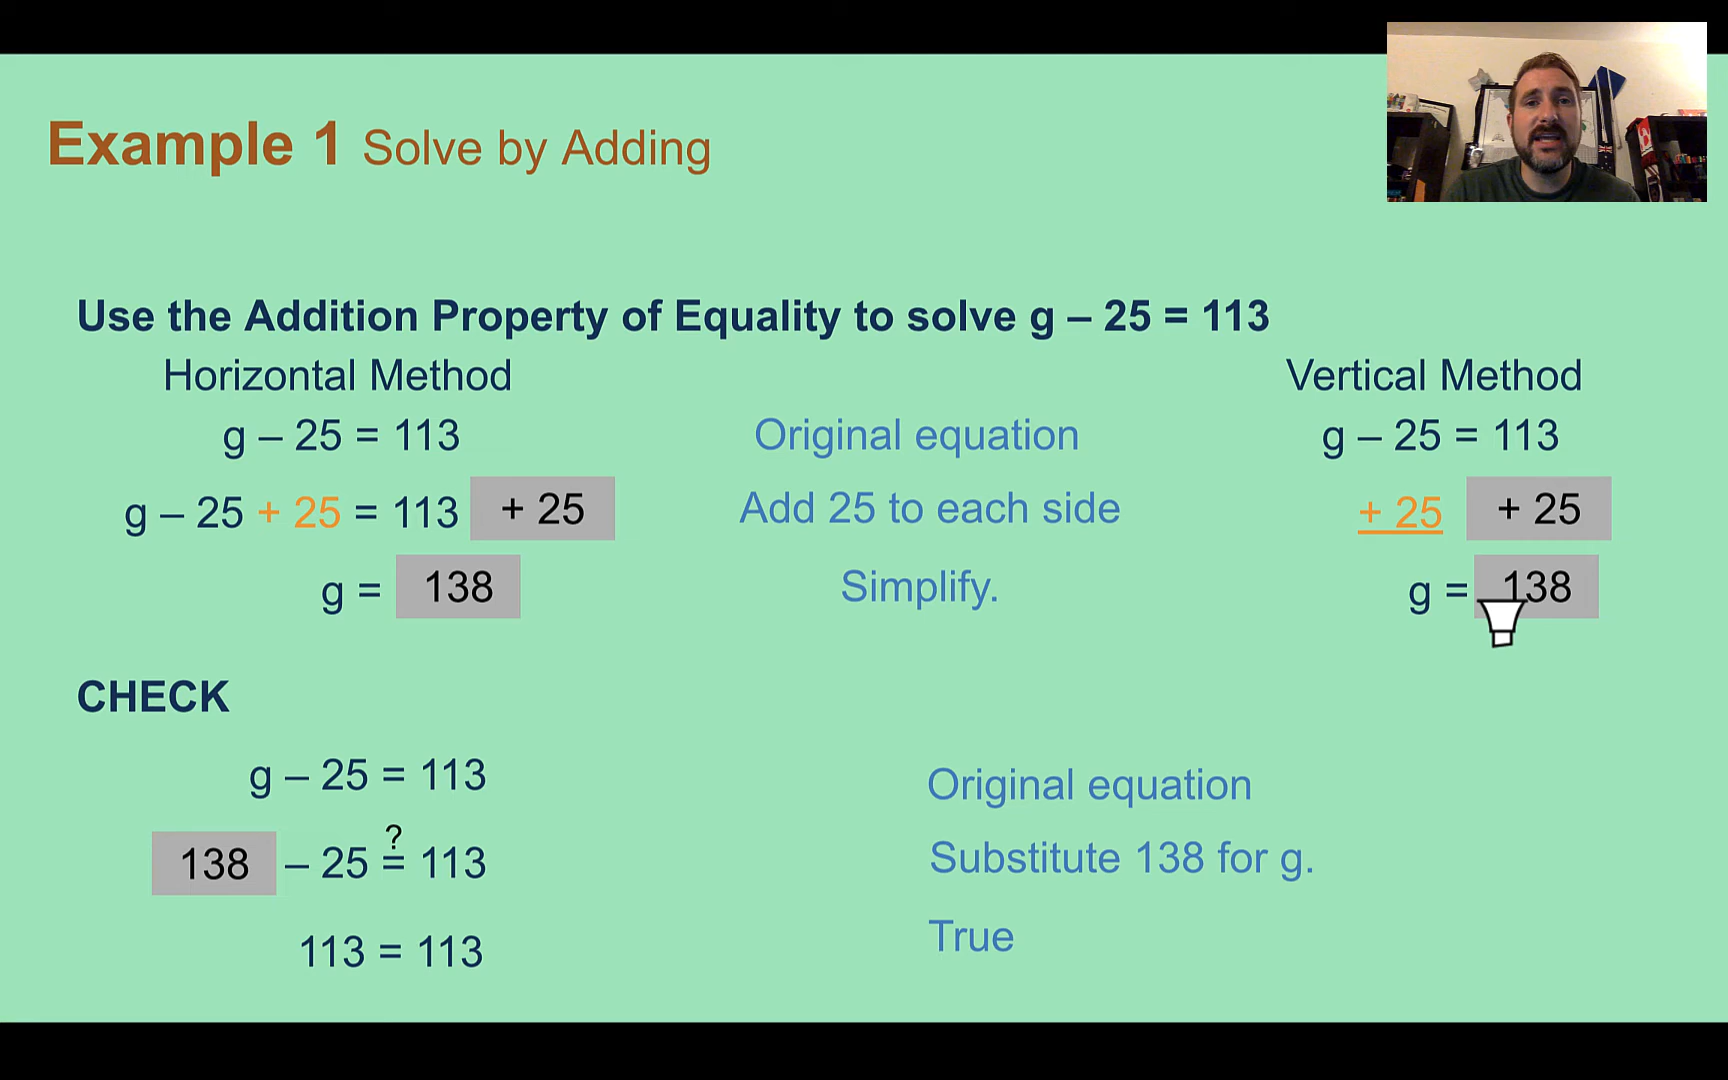 Example 1 Solve by Adding
Use the Addition Property of Equality to solve g – 25 = 113
Horizontal Method
Vertical Method
g – 25 = 113
Original equation
g – 25 = 113
g – 25 + 25 = 113 + 25
Add 25 to each side
+ 25 + 25
g = 138
Simplify.
g = 138
CHECK
g – 25 = 113
Original equation
?
138 – 25 = 113
Substitute 138 for g.
113 = 113
True